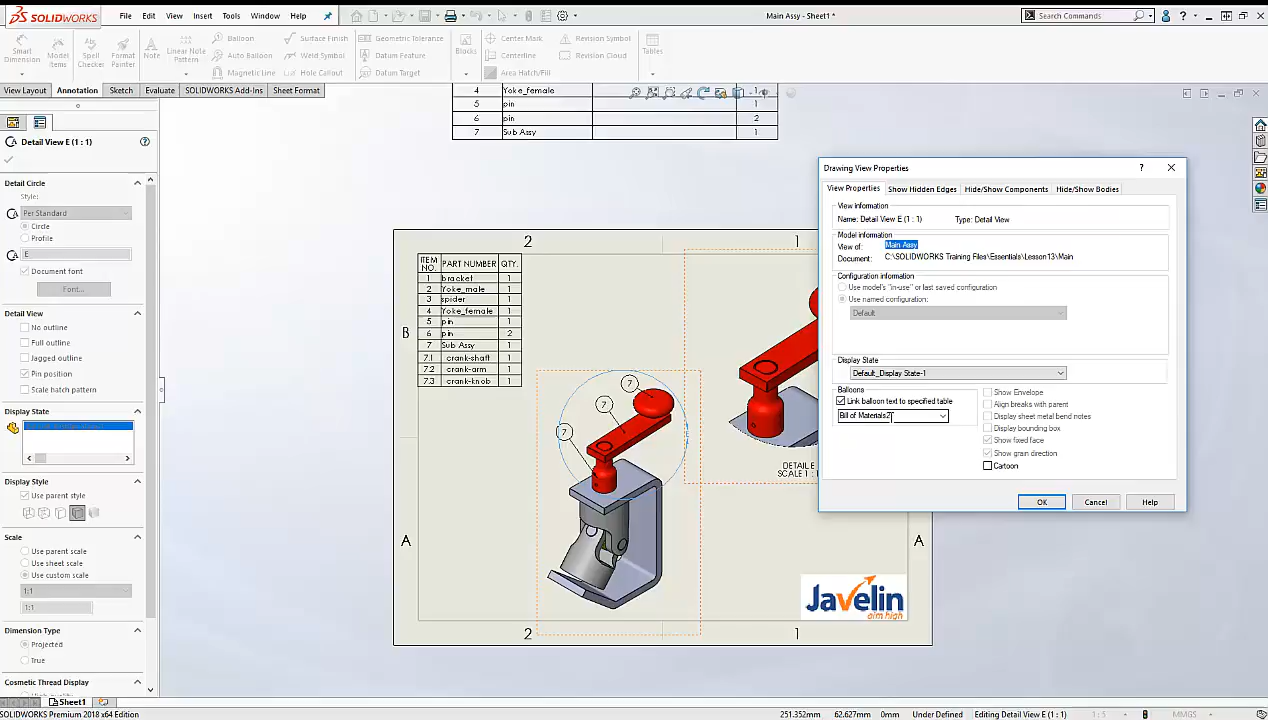 SOLIDWORKS
File Edit View Insert Tools Window Help
Main Assy - Sheet1 *
Search Commands
Smart Dimension
Model Items
Spell Checker
Format Painter
Note
Linear Note Pattern
Balloon
Auto Balloon
Magnetic Line
Surface Finish
Weld Symbol
Hole Callout
Geometric Tolerance
Datum Feature
Datum Target
Blocks
Center Mark
Centerline
Area Hatch/Fill
Revision Symbol
Revision Cloud
Tables
View Layout Annotation Sketch Evaluate SOLIDWORKS Add-Ins Sheet Format
Detail View E (1 : 1)
Detail Circle
Style:
Per Standard
Circle
Profile
E
Document font
Font...
Detail View
No outline
Full outline
Jagged outline
Pin position
Scale hatch pattern
Display State
Display Style
Use parent style
Scale
Use parent scale
Use sheet scale
Use custom scale
1:1
1:1
Dimension Type
Projected
True
Cosmetic Thread Display
Sheet1
4 Yoke_female 1
5 pin 1
6 pin 2
7 Sub Assy 1
2 1
ITEM NO. PART NUMBER QTY.
1 bracket 1
2 Yoke_male 1
3 spider 1
4 Yoke_female 1
5 pin 1
6 pin 2
7 Sub Assy 1
7.1 crank-shaft 1
7.2 crank-arm 1
7.3 crank-knob 1
B
7
7
7
E
DETAIL E
SCALE 1 : 1
A A
Javelin
aim high
2 1
Drawing View Properties
View Properties Show Hidden Edges Hide/Show Components Hide/Show Bodies
View information
Name: Detail View E (1 : 1) Type: Detail View
Model information
View of: Main Assy
Document: C:\SOLIDWORKS Training Files\Essentials\Lesson13\Main
Configuration information
Use model's "in-use" or last saved configuration
Use named configuration:
Default
Display State
Default_Display State-1
Balloons
Link balloon text to specified table
Bill of Materials2
Show Envelope
Align breaks with parent
Display sheet metal bend notes
Display bounding box
Show fixed face
Show grain direction
Cartoon
OK Cancel Help
SOLIDWORKS Premium 2018 x64 Edition
251.352mm 62.627mm 0mm Under Defined Editing Detail View E (1 : 1) 1 : 5 MMGS